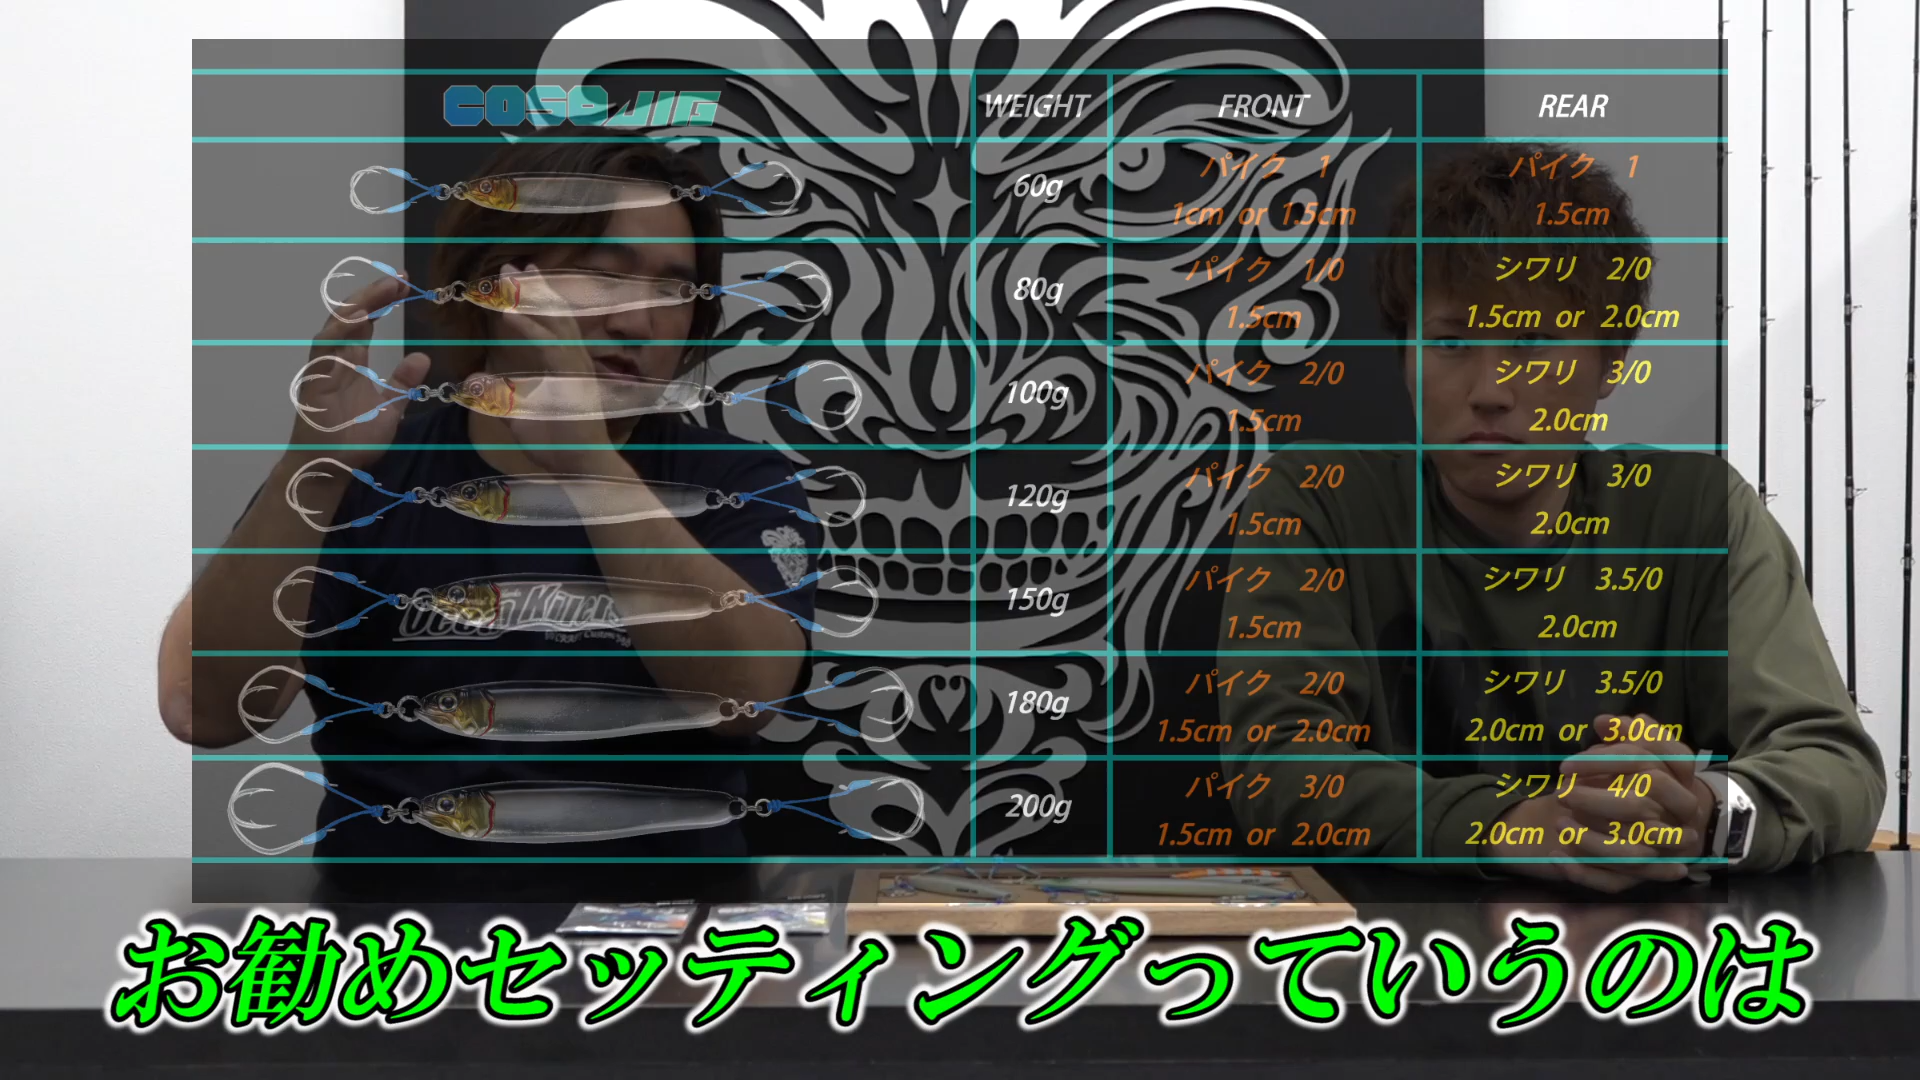 COSE JIG WEIGHT FRONT REAR
60g パイク 1 パイク 1
1cm or 1.5cm 1.5cm
80g パイク 1/0 シワリ 2/0
1.5cm 1.5cm or 2.0cm
100g パイク 2/0 シワリ 3/0
1.5cm 2.0cm
120g パイク 2/0 シワリ 3/0
1.5cm 2.0cm
150g パイク 2/0 シワリ 3.5/0
1.5cm 2.0cm
180g パイク 2/0 シワリ 3.5/0
1.5cm or 2.0cm 2.0cm or 3.0cm
200g パイク 3/0 シワリ 4/0
1.5cm or 2.0cm 2.0cm or 3.0cm
Ocean Killers
お勧めセッティングっていうのは